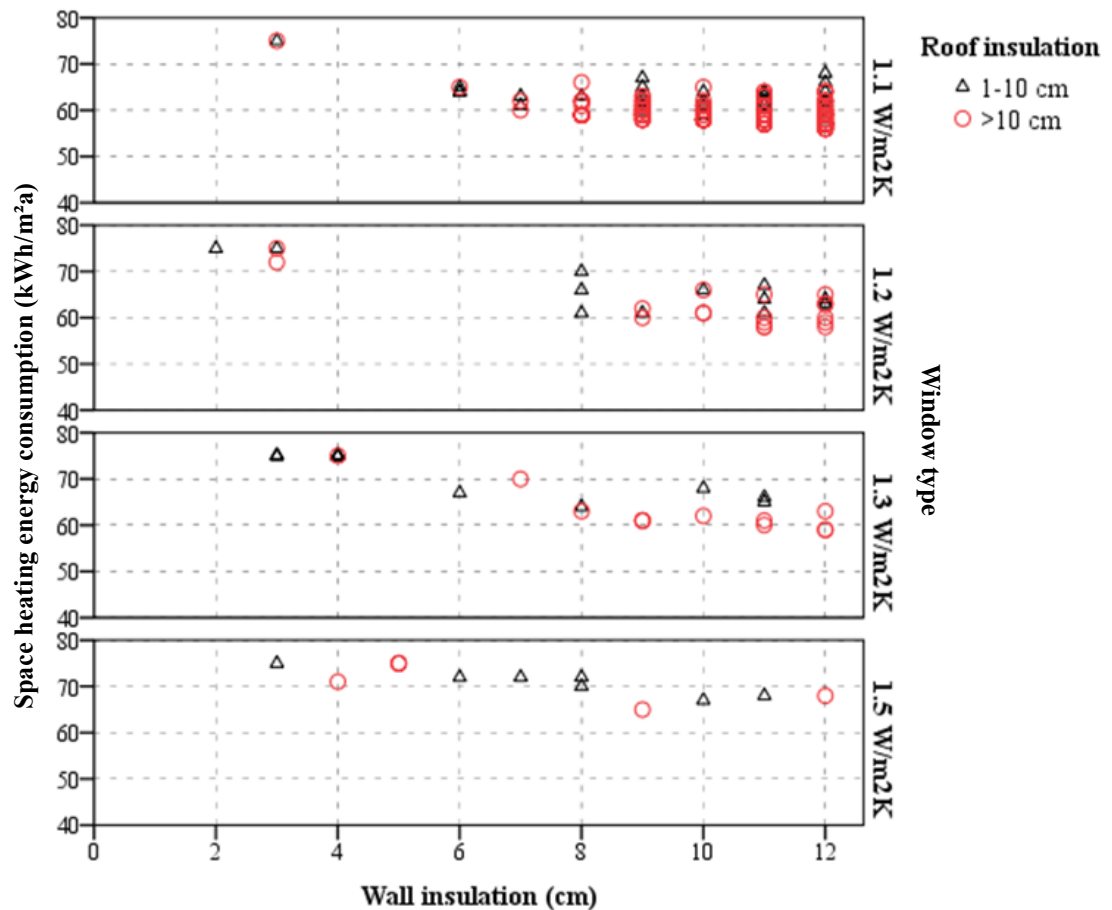 Roof insulation
1-10 cm
>10 cm
Space heating energy consumption (kWh/m²a)
80
70
60
50
40
1.1 W/m2K
80
70
60
50
40
1.2 W/m2K
80
70
60
50
40
1.3 W/m2K
80
70
60
50
40
1.5 W/m2K
Window type
0 2 4 6 8 10 12
Wall insulation (cm)